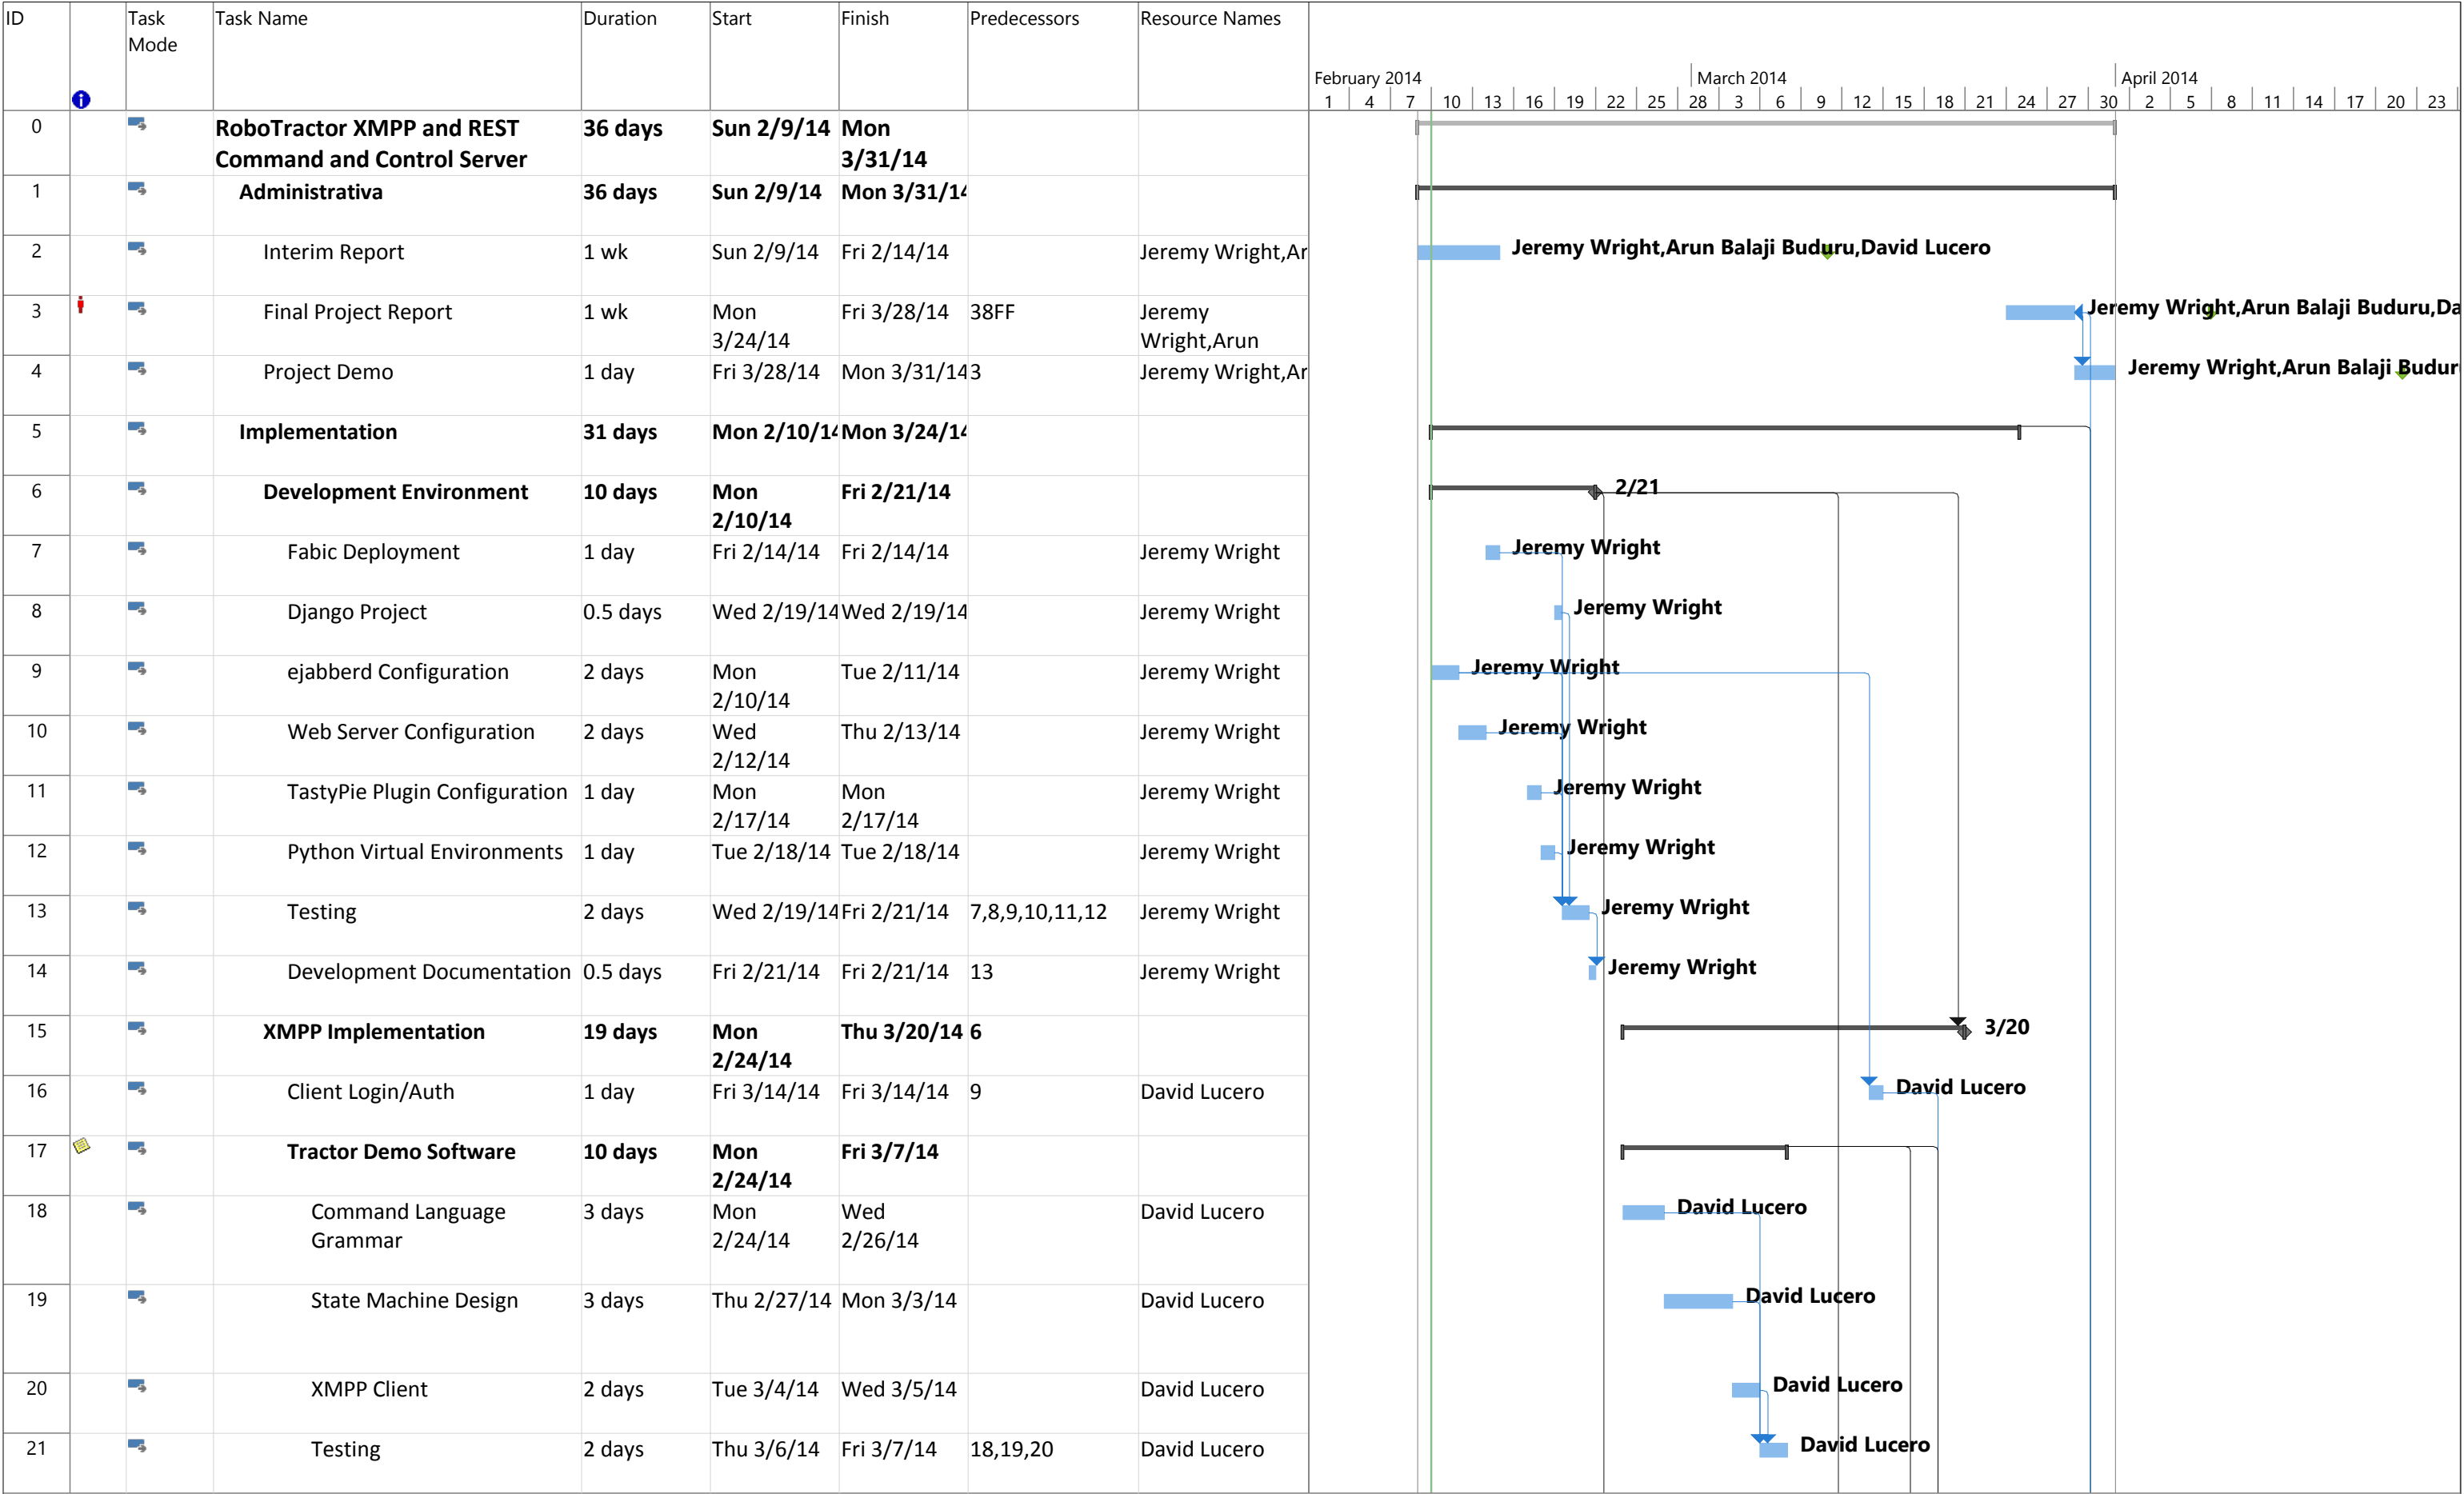 ID Task Mode Task Name Duration Start Finish Predecessors Resource Names
February 2014 March 2014 April 2014
1 4 7 10 13 16 19 22 25 28 3 6 9 12 15 18 21 24 27 30 2 5 8 11 14 17 20 23
0 RoboTractor XMPP and REST Command and Control Server 36 days Sun 2/9/14 Mon 3/31/14
1 Administrativa 36 days Sun 2/9/14 Mon 3/31/14
2 Interim Report 1 wk Sun 2/9/14 Fri 2/14/14 Jeremy Wright,Ar Jeremy Wright,Arun Balaji Buduru,David Lucero
3 Final Project Report 1 wk Mon 3/24/14 Fri 3/28/14 38FF Jeremy Wright,Arun Jeremy Wright,Arun Balaji Buduru,Da
4 Project Demo 1 day Fri 3/28/14 Mon 3/31/14 3 Jeremy Wright,Ar Jeremy Wright,Arun Balaji Budur
5 Implementation 31 days Mon 2/10/14 Mon 3/24/14
6 Development Environment 10 days Mon 2/10/14 Fri 2/21/14 2/21
7 Fabic Deployment 1 day Fri 2/14/14 Fri 2/14/14 Jeremy Wright Jeremy Wright
8 Django Project 0.5 days Wed 2/19/14 Wed 2/19/14 Jeremy Wright Jeremy Wright
9 ejabberd Configuration 2 days Mon 2/10/14 Tue 2/11/14 Jeremy Wright Jeremy Wright
10 Web Server Configuration 2 days Wed 2/12/14 Thu 2/13/14 Jeremy Wright Jeremy Wright
11 TastyPie Plugin Configuration 1 day Mon 2/17/14 Mon 2/17/14 Jeremy Wright Jeremy Wright
12 Python Virtual Environments 1 day Tue 2/18/14 Tue 2/18/14 Jeremy Wright Jeremy Wright
13 Testing 2 days Wed 2/19/14 Fri 2/21/14 7,8,9,10,11,12 Jeremy Wright Jeremy Wright
14 Development Documentation 0.5 days Fri 2/21/14 Fri 2/21/14 13 Jeremy Wright Jeremy Wright
15 XMPP Implementation 19 days Mon 2/24/14 Thu 3/20/14 6 3/20
16 Client Login/Auth 1 day Fri 3/14/14 Fri 3/14/14 9 David Lucero David Lucero
17 Tractor Demo Software 10 days Mon 2/24/14 Fri 3/7/14
18 Command Language Grammar 3 days Mon 2/24/14 Wed 2/26/14 David Lucero David Lucero
19 State Machine Design 3 days Thu 2/27/14 Mon 3/3/14 David Lucero David Lucero
20 XMPP Client 2 days Tue 3/4/14 Wed 3/5/14 David Lucero David Lucero
21 Testing 2 days Thu 3/6/14 Fri 3/7/14 18,19,20 David Lucero David Lucero